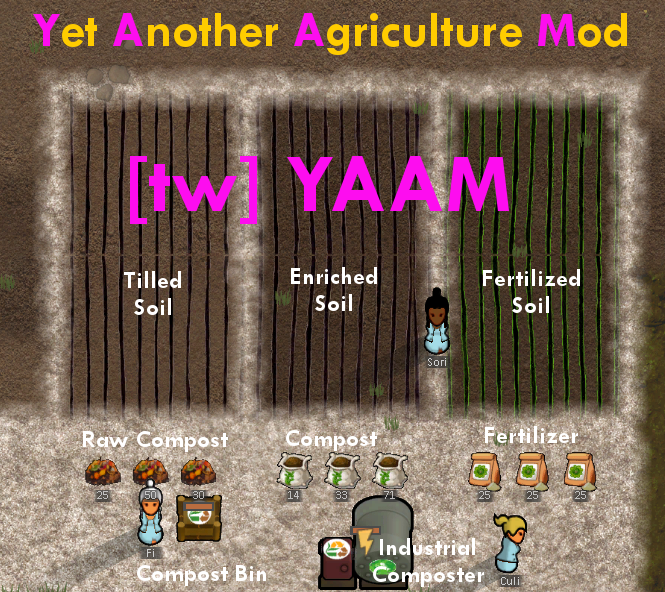 Yet Another Agriculture Mod
[tw] YAAM
Tilled
Soil
Enriched
Soil
Fertilized
Soil
Sori
Raw Compost
Compost
Fertilizer
25
50
30
14
33
71
25
25
25
Fi
Compost Bin
Industrial
Composter
Culi